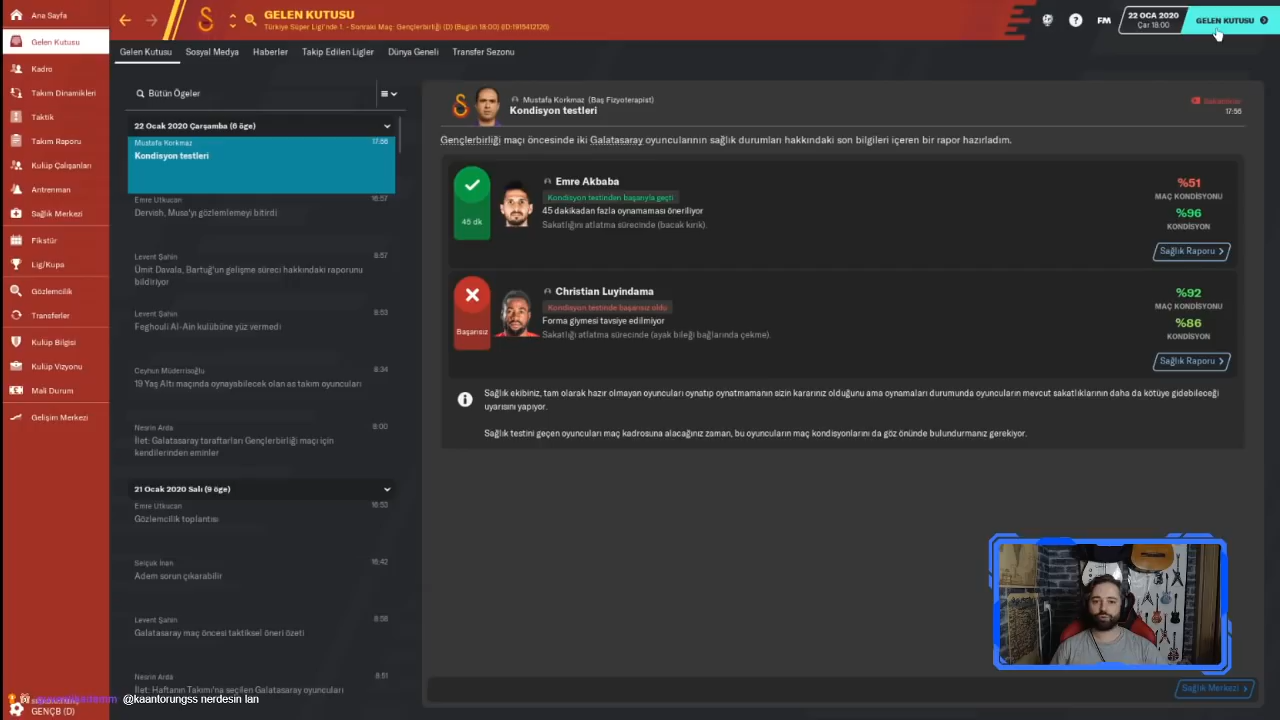 Ana Sayfa
Gelen Kutusu
Kadro
Takım Dinamikleri
Taktik
Takım Raporu
Kulüp Çalışanları
Antrenman
Sağlık Merkezi
Fikstür
Lig/Kupa
Gözlemcilik
Transferler
Kulüp Bilgisi
Kulüp Vizyonu
Mali Durum
Gelişim Merkezi
GENÇB (D)
GELEN KUTUSU
Türkiye Süper Ligi'nde 1. - Sonraki Maç: Gençlerbirliği (D) (Bugün 18:00) (ID:1915412126)
FM
22 OCA 2020
Çar 18:00
GELEN KUTUSU
Gelen Kutusu Sosyal Medya Haberler Takip Edilen Ligler Dünya Geneli Transfer Sezonu
Bütün Ögeler
22 Ocak 2020 Çarşamba (6 öge)
Mustafa Korkmaz 17:56
Kondisyon testleri
Emre Utkucan 16:57
Dervish, Musa'yı gözlemlemeyi bitirdi
Levent Şahin 8:57
Ümit Davala, Bartuğ'un gelişme süreci hakkındaki raporunu
bildiriyor
Levent Şahin 8:53
Feghouli Al-Ain kulübüne yüz vermedi
Ceyhun Müderrisoğlu 8:34
19 Yaş Altı maçında oynayabilecek olan as takım oyuncuları
Nesrin Arda 8:00
İlet: Galatasaray taraftarları Gençlerbirliği maçı için
kendilerinden eminler
21 Ocak 2020 Salı (9 öge)
Emre Utkucan 16:53
Gözlemcilik toplantısı
Selçuk İnan 16:42
Adem sorun çıkarabilir
Levent Şahin 8:58
Galatasaray maç öncesi taktiksel öneri özeti
Nesrin Arda 8:51
İlet: Haftanın Takımı'na seçilen Galatasaray oyuncuları
@kaantorungss nerdesin lan
Mustafa Korkmaz (Baş Fizyoterapist)
Kondisyon testleri
17:56
Gençlerbirliği maçı öncesinde iki Galatasaray oyuncularının sağlık durumları hakkındaki son bilgileri içeren bir rapor hazırladım.
45 dk
Emre Akbaba
Kondisyon testinden başarıyla geçti
45 dakikadan fazla oynamaması öneriliyor
Sakatlığını atlatma sürecinde (bacak kırık).
%51
MAÇ KONDİSYONU
%96
KONDİSYON
Sağlık Raporu
Başarısız
Christian Luyindama
Kondisyon testinde başarısız oldu
Forma giymesi tavsiye edilmiyor
Sakatlığı atlatma sürecinde (ayak bileği bağlarında çekme).
%92
MAÇ KONDİSYONU
%86
KONDİSYON
Sağlık Raporu
Sağlık ekibiniz, tam olarak hazır olmayan oyuncuları oynatıp oynatmamanın sizin kararınız olduğunu ama oynamaları durumunda oyuncuların mevcut sakatlıklarının daha da kötüye gidebileceği
uyarısını yapıyor.
Sağlık testini geçen oyuncuları maç kadrosuna alacağınız zaman, bu oyuncuların maç kondisyonlarını da göz önünde bulundurmanız gerekiyor.
Sağlık Merkezi